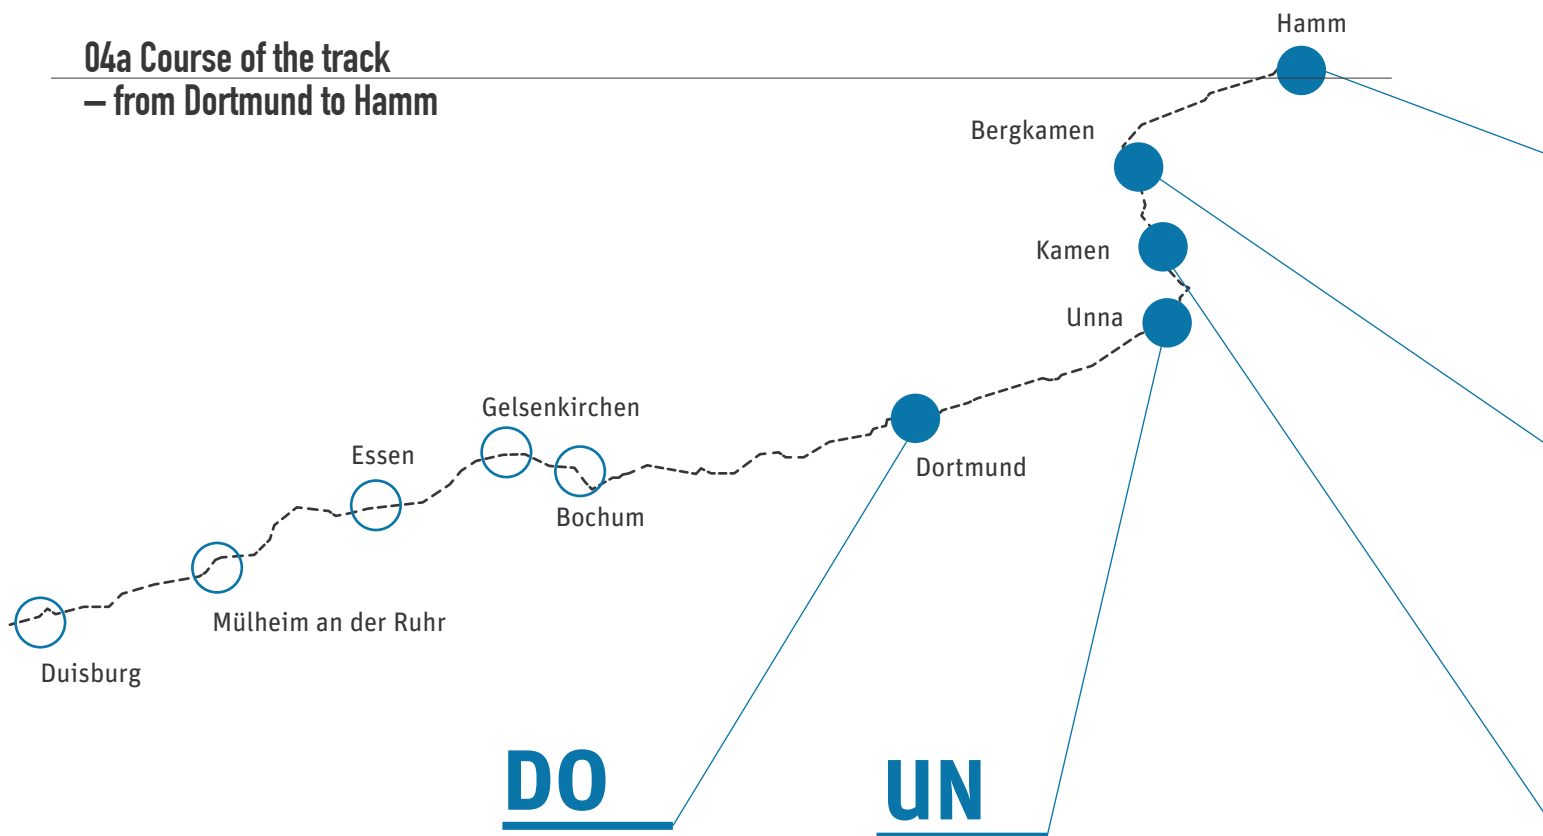 04a Course of the track
– from Dortmund to Hamm
Hamm
Bergkamen
Kamen
Unna
Gelsenkirchen
Essen
Dortmund
Bochum
Mülheim an der Ruhr
Duisburg
DO
UN